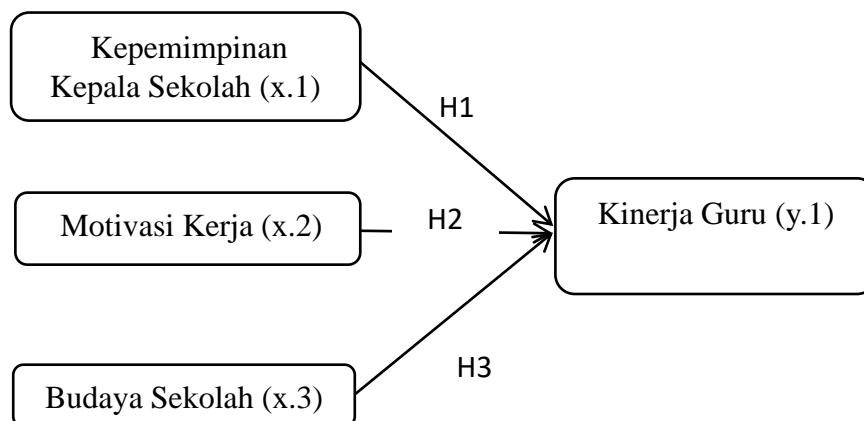 Kepemimpinan
Kepala Sekolah (x.1)
H1
Motivasi Kerja (x.2)
H2
Kinerja Guru (y.1)
H3
Budaya Sekolah (x.3)